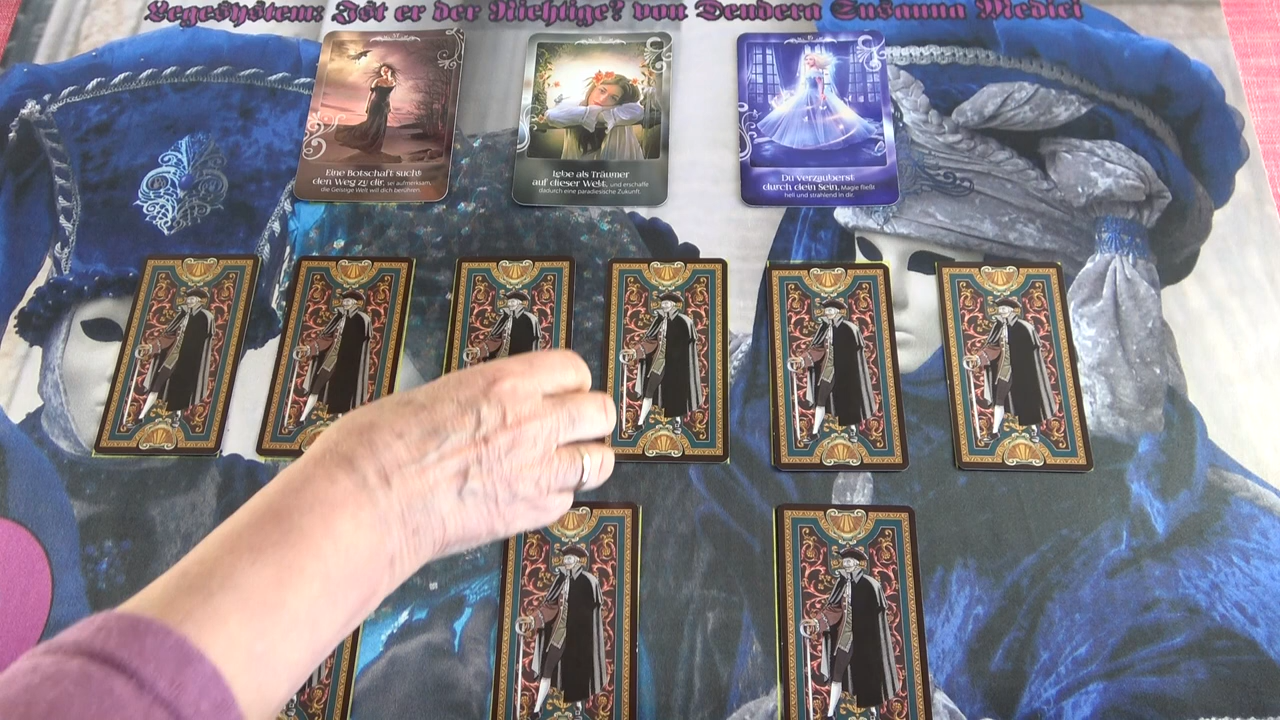 Legesystem: Ist er der Richtige? von Dendera Susanna Medici
Eine Botschaft sucht
den Weg zu dir, sei aufmerksam,
die Geistige Welt will dich berühren.
Lebe als Träumer
auf dieser Welt, und erschaffe
dadurch eine paradiesische Zukunft.
Du verzauberst
durch dein Sein, Magie fließt
hell und strahlend in dir.